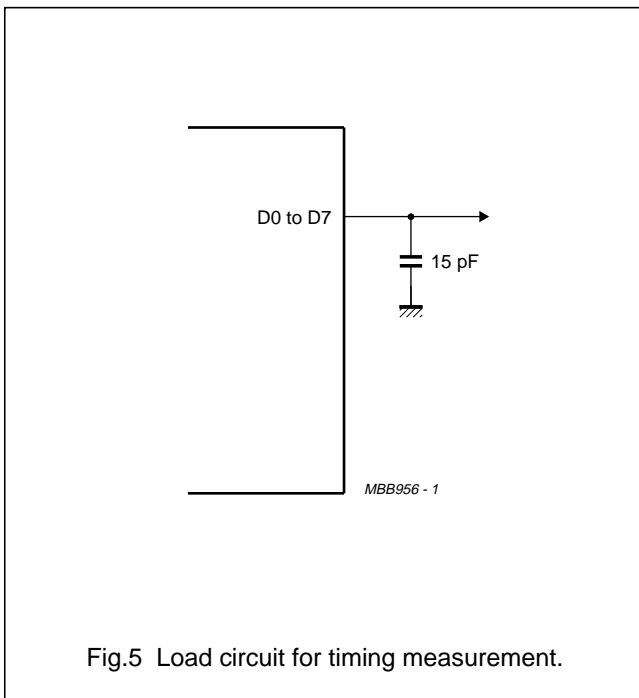 D0 to D7
15 pF
MBB956 - 1
Fig.5 Load circuit for timing measurement.